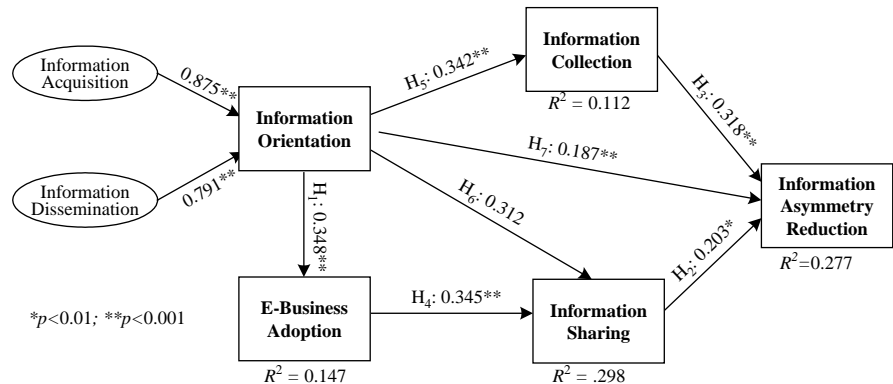 Information
Collection
R² = 0.112
Information
Acquisition
0.875**
H₅: 0.342**
H₃: 0.318**
Information
Orientation
H₇: 0.187**
Information
Dissemination
0.791**
H₁: 0.348**
H₆: 0.312
Information
Asymmetry
Reduction
R²=0.277
H₂: 0.203*
*p<0.01; **p<0.001
E-Business
Adoption
R² = 0.147
H₄: 0.345**
Information
Sharing
R² = .298